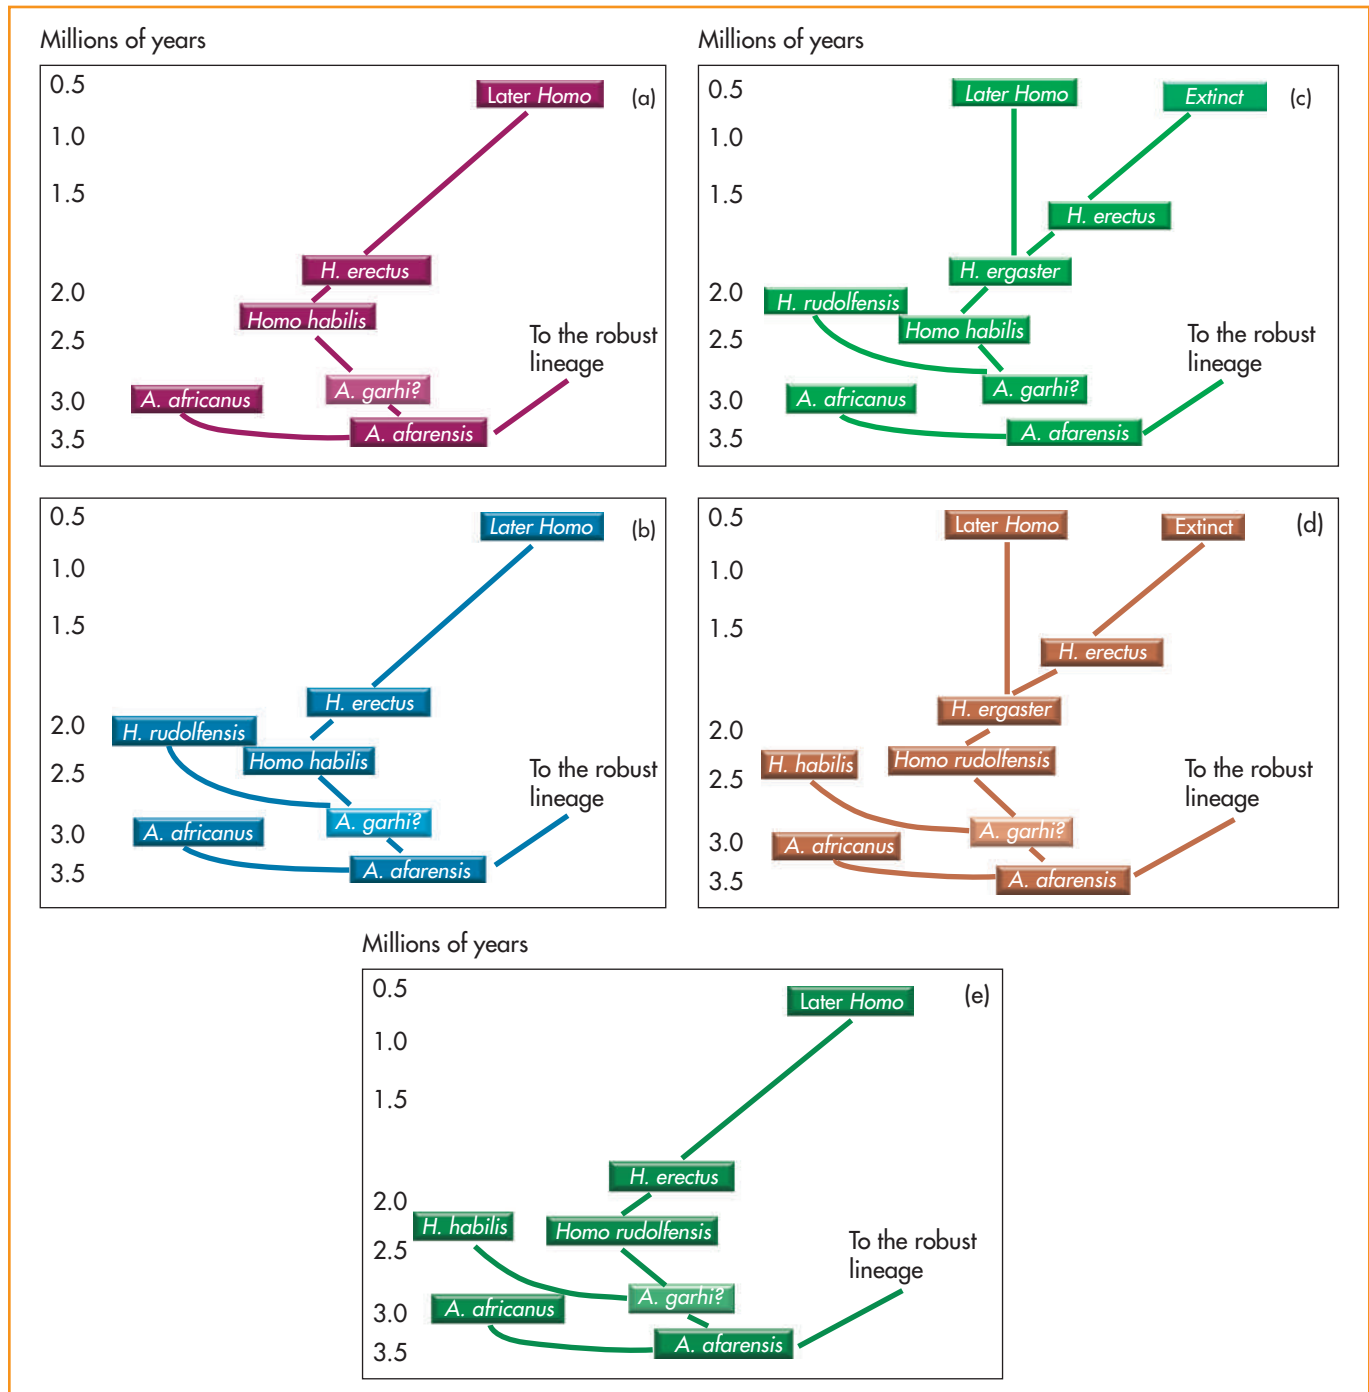 Millions of years
0.5
Later Homo
(a)
1.0
1.5
H. erectus
2.0
Homo habilis
2.5
To the robust
lineage
A. garhi?
3.0
A. africanus
A. afarensis
3.5
Millions of years
0.5
Later Homo
Extinct
(c)
1.0
1.5
H. erectus
H. ergaster
2.0
H. rudolfensis
Homo habilis
2.5
To the robust
lineage
A. garhi?
3.0
A. africanus
A. afarensis
3.5
0.5
Later Homo
(b)
1.0
1.5
H. erectus
2.0
H. rudolfensis
Homo habilis
2.5
To the robust
lineage
A. garhi?
3.0
A. africanus
A. afarensis
3.5
0.5
Later Homo
Extinct
(d)
1.0
1.5
H. erectus
H. ergaster
2.0
H. habilis
Homo rudolfensis
2.5
To the robust
lineage
A. garhi?
3.0
A. africanus
A. afarensis
3.5
Millions of years
0.5
Later Homo
(e)
1.0
1.5
H. erectus
2.0
H. habilis
Homo rudolfensis
2.5
To the robust
lineage
A. garhi?
3.0
A. africanus
A. afarensis
3.5